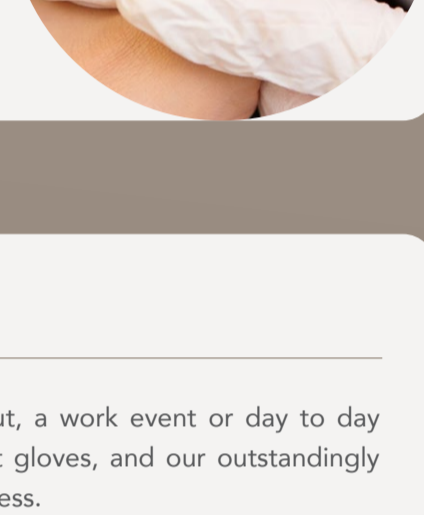 a work event or day to day
gloves, and our outstandingly